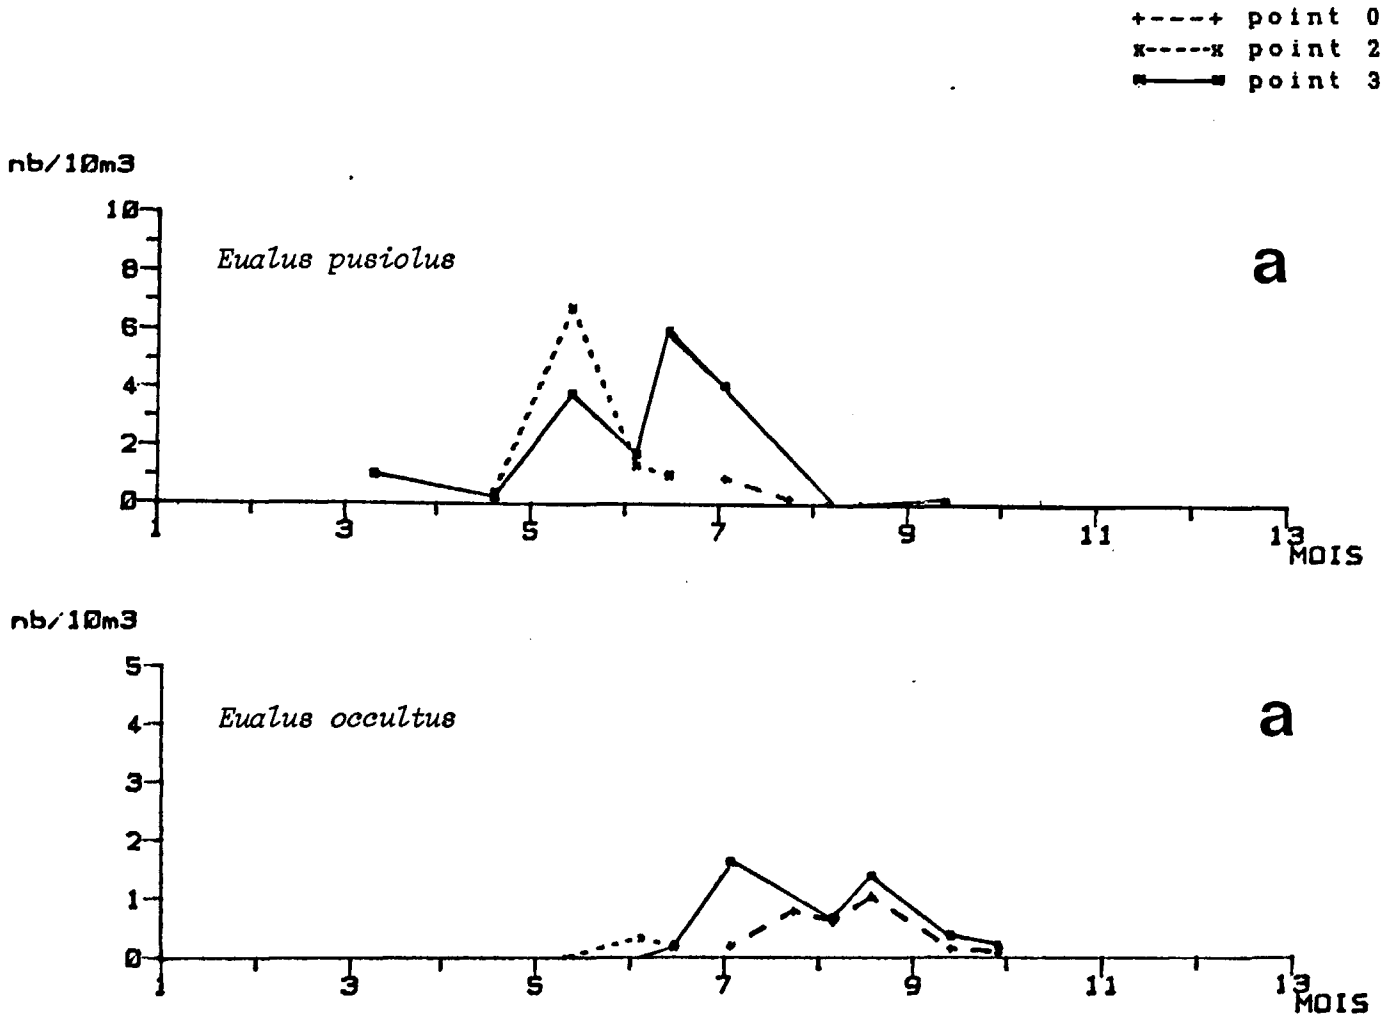 +----+ point 0
x-----x point 2
point 3
nb/10m3
10
8
6
4
2
0
Eualus pusiolus
a
1 3 5 7 9 11 13
MOIS
nb/10m3
5
4
3
2
1
0
Eualus occultus
a
1 3 5 7 9 11 13
MOIS